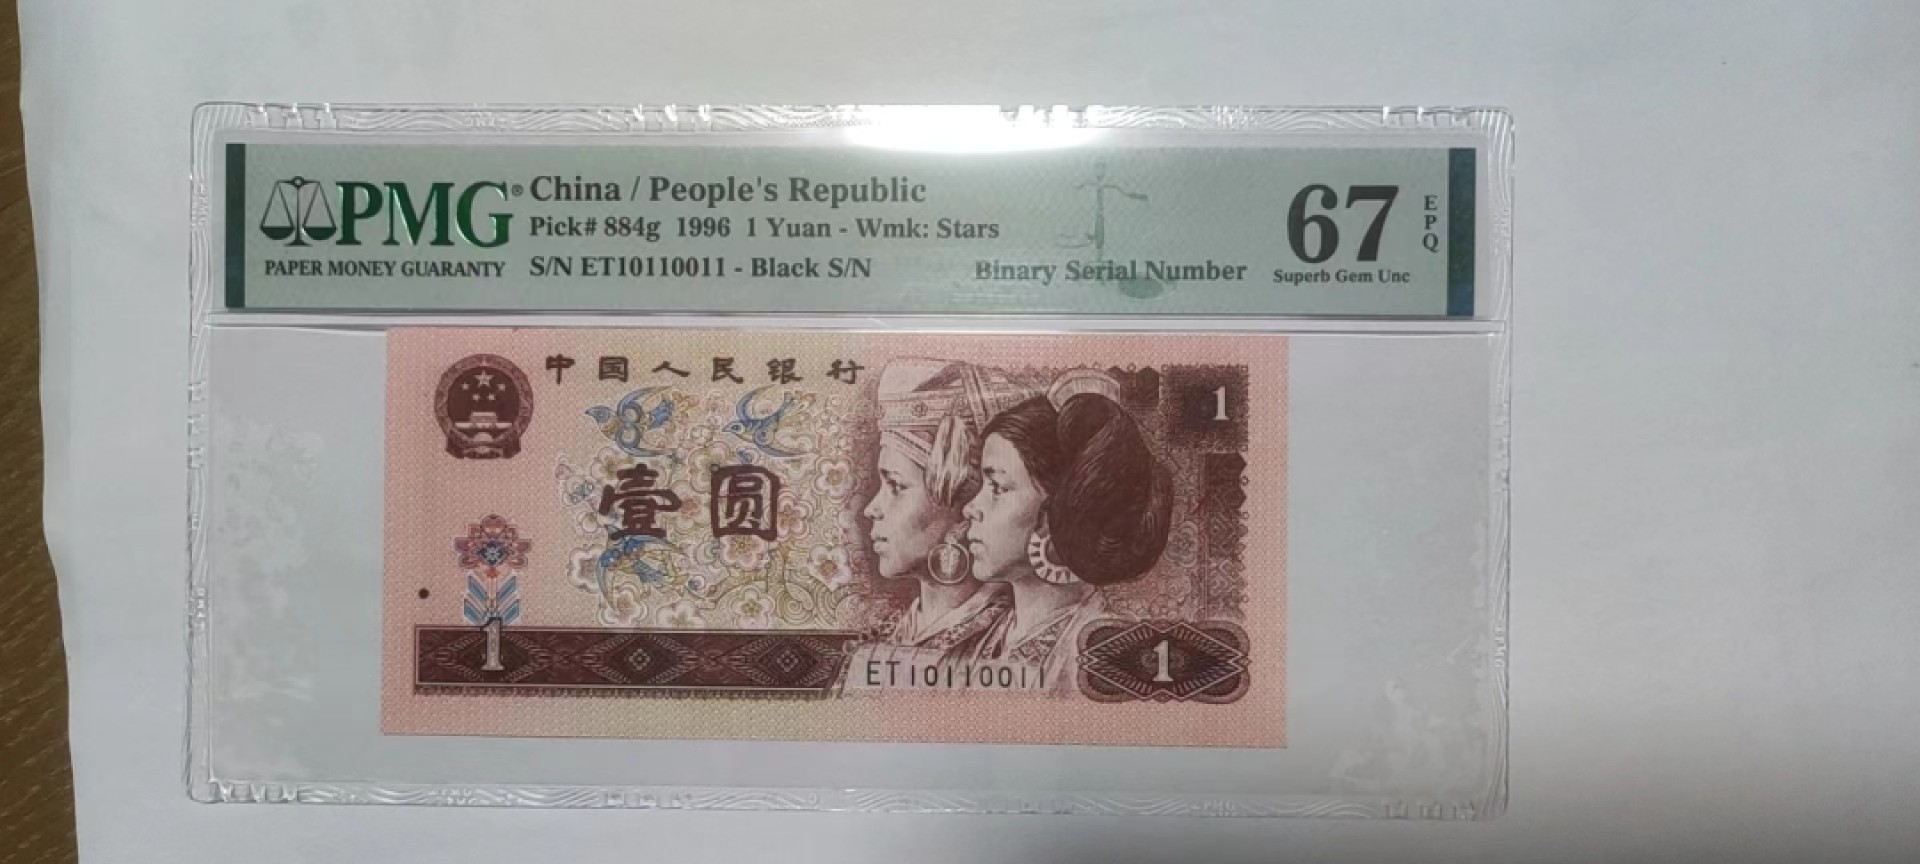 PMG®
PAPER MONEY GUARANTY
China / People's Republic
Pick# 884g 1996 1 Yuan - Wmk: Stars
S/N ET10110011 - Black S/N
Binary Serial Number
67
EPQ
Superb Gem Unc
中国人民银行
1
壹圆
1
ET10110011
1